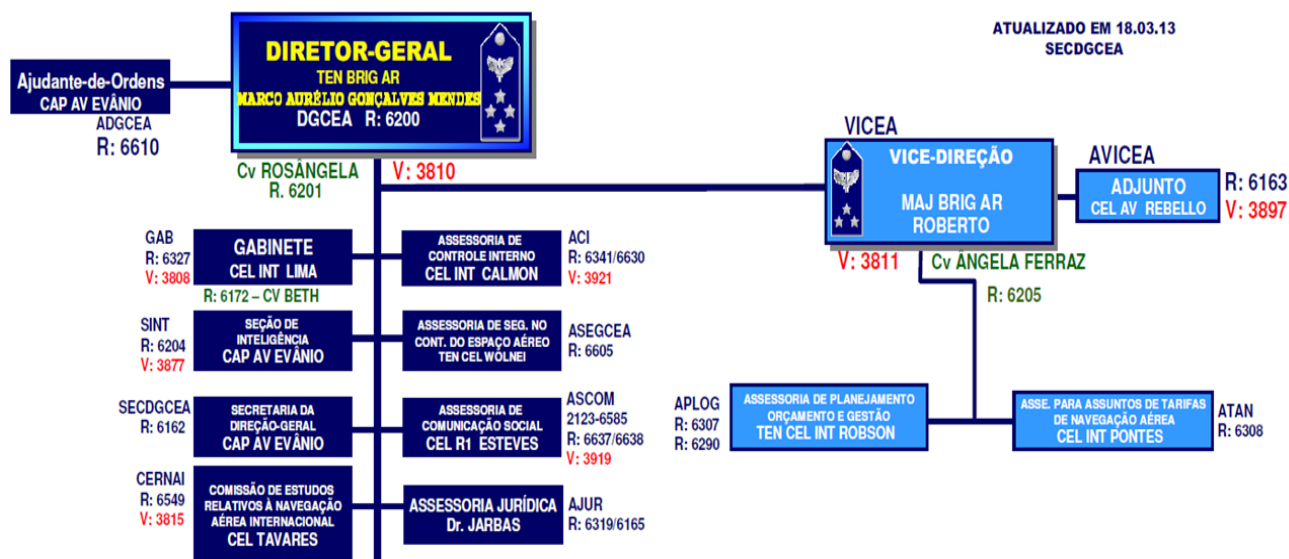 ATUALIZADO EM 18.03.13
SECDGCEA
DIRETOR-GERAL
TEN BRIG AR
MARCO AURÉLIO GONÇALVES MENDES
DGCEA R: 6200
Ajudante-de-Ordens
CAP AV EVÂNIO
ADGCEA
R: 6610
Cv ROSÂNGELA
R. 6201
V: 3810
VICEA
VICE-DIREÇÃO
MAJ BRIG AR
ROBERTO
V: 3811
Cv ÂNGELA FERRAZ
R: 6205
AVICEA
ADJUNTO
CEL AV REBELLO
R: 6163
V: 3897
GAB
R: 6327
V: 3808
GABINETE
CEL INT LIMA
R: 6172 – CV BETH
ASSESSORIA DE
CONTROLE INTERNO
CEL INT CALMON
ACI
R: 6341/6630
V: 3921
SINT
R: 6204
V: 3877
SEÇÃO DE
INTELIGÊNCIA
CAP AV EVÂNIO
ASSESSORIA DE SEG. NO
CONT. DO ESPAÇO AÉREO
TEN CEL WOLNEI
ASEGCEA
R: 6605
SECDGCEA
R: 6162
SECRETARIA DA
DIREÇÃO-GERAL
CAP AV EVÂNIO
ASSESSORIA DE
COMUNICAÇÃO SOCIAL
CEL R1 ESTEVES
ASCOM
2123-6585
R: 6637/6638
V: 3919
CERNAI
R: 6549
V: 3815
COMISSÃO DE ESTUDOS
RELATIVOS À NAVEGAÇÃO
AÉREA INTERNACIONAL
CEL TAVARES
ASSESSORIA JURÍDICA
Dr. JARBAS
AJUR
R: 6319/6165
APLOG
R: 6307
R: 6290
ASSESSORIA DE PLANEJAMENTO
ORÇAMENTO E GESTÃO
TEN CEL INT ROBSON
ASSE. PARA ASSUNTOS DE TARIFAS
DE NAVEGAÇÃO AÉREA
CEL INT PONTES
ATAN
R: 6308